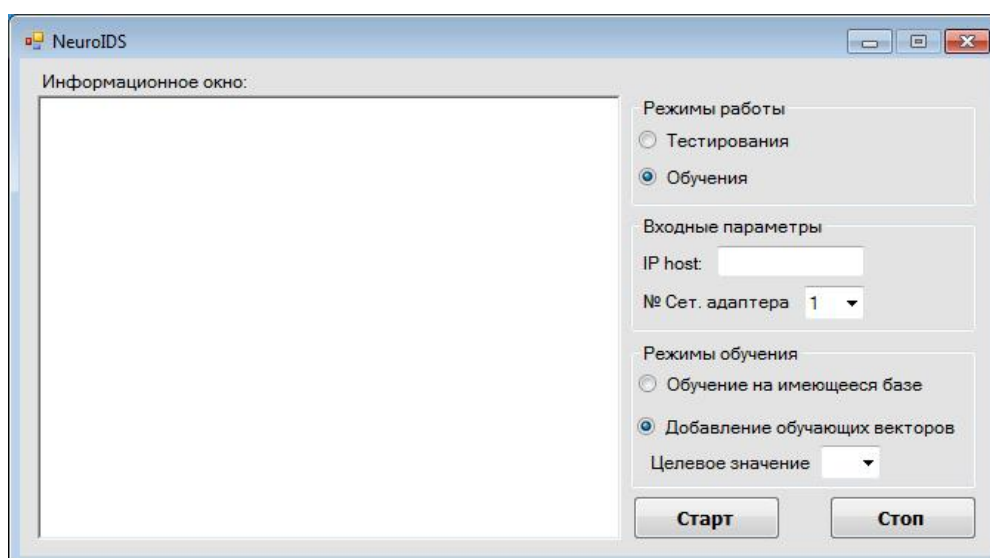 NeuroIDS
Информационное окно:
Режимы работы
Тестирования
Обучения
Входные параметры
IP host:
№ Сет. адаптера 1
Режимы обучения
Обучение на имеющееся базе
Добавление обучающих векторов
Целевое значение
Старт Стоп